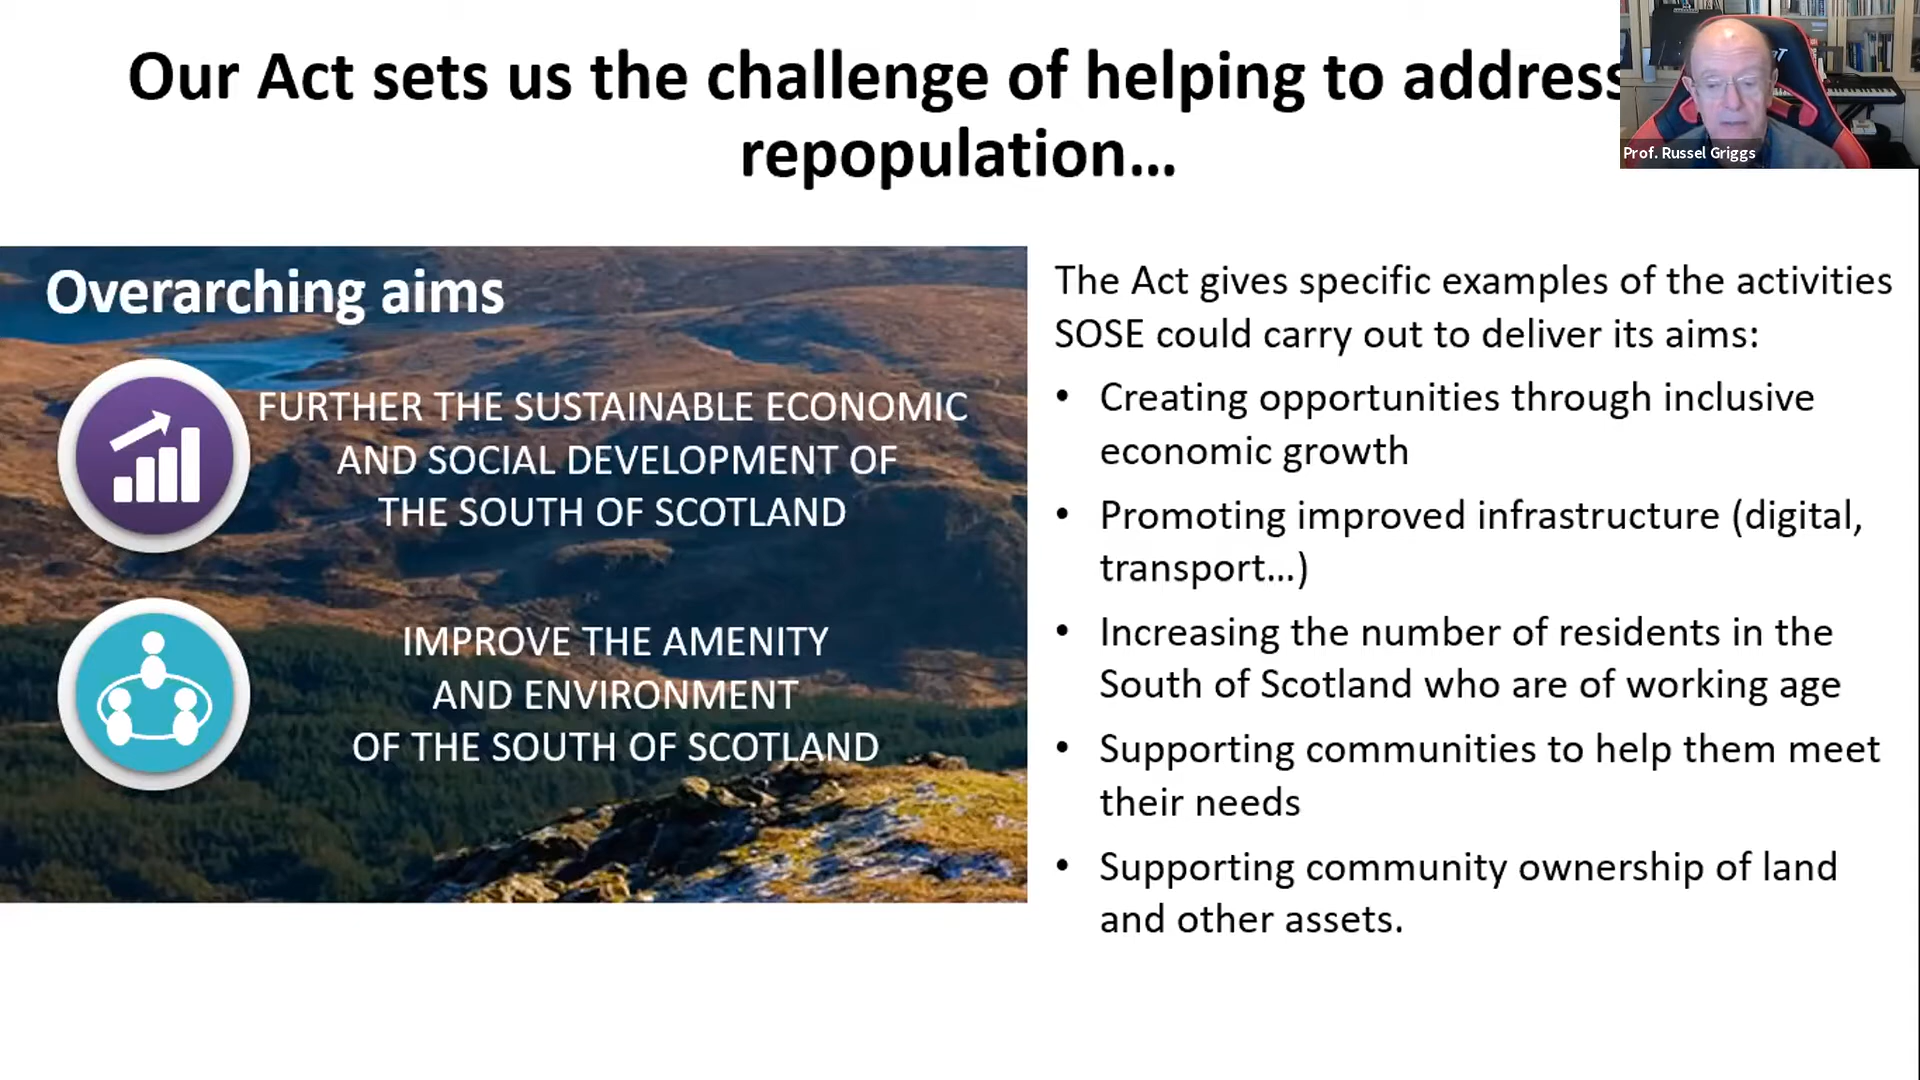 Our Act sets us the challenge of helping to address
repopulation...
Prof. Russel Griggs
Overarching aims
FURTHER THE SUSTAINABLE ECONOMIC
AND SOCIAL DEVELOPMENT OF
THE SOUTH OF SCOTLAND
IMPROVE THE AMENITY
AND ENVIRONMENT
OF THE SOUTH OF SCOTLAND
The Act gives specific examples of the activities
SOSE could carry out to deliver its aims:
• Creating opportunities through inclusive
economic growth
• Promoting improved infrastructure (digital,
transport...)
• Increasing the number of residents in the
South of Scotland who are of working age
• Supporting communities to help them meet
their needs
• Supporting community ownership of land
and other assets.